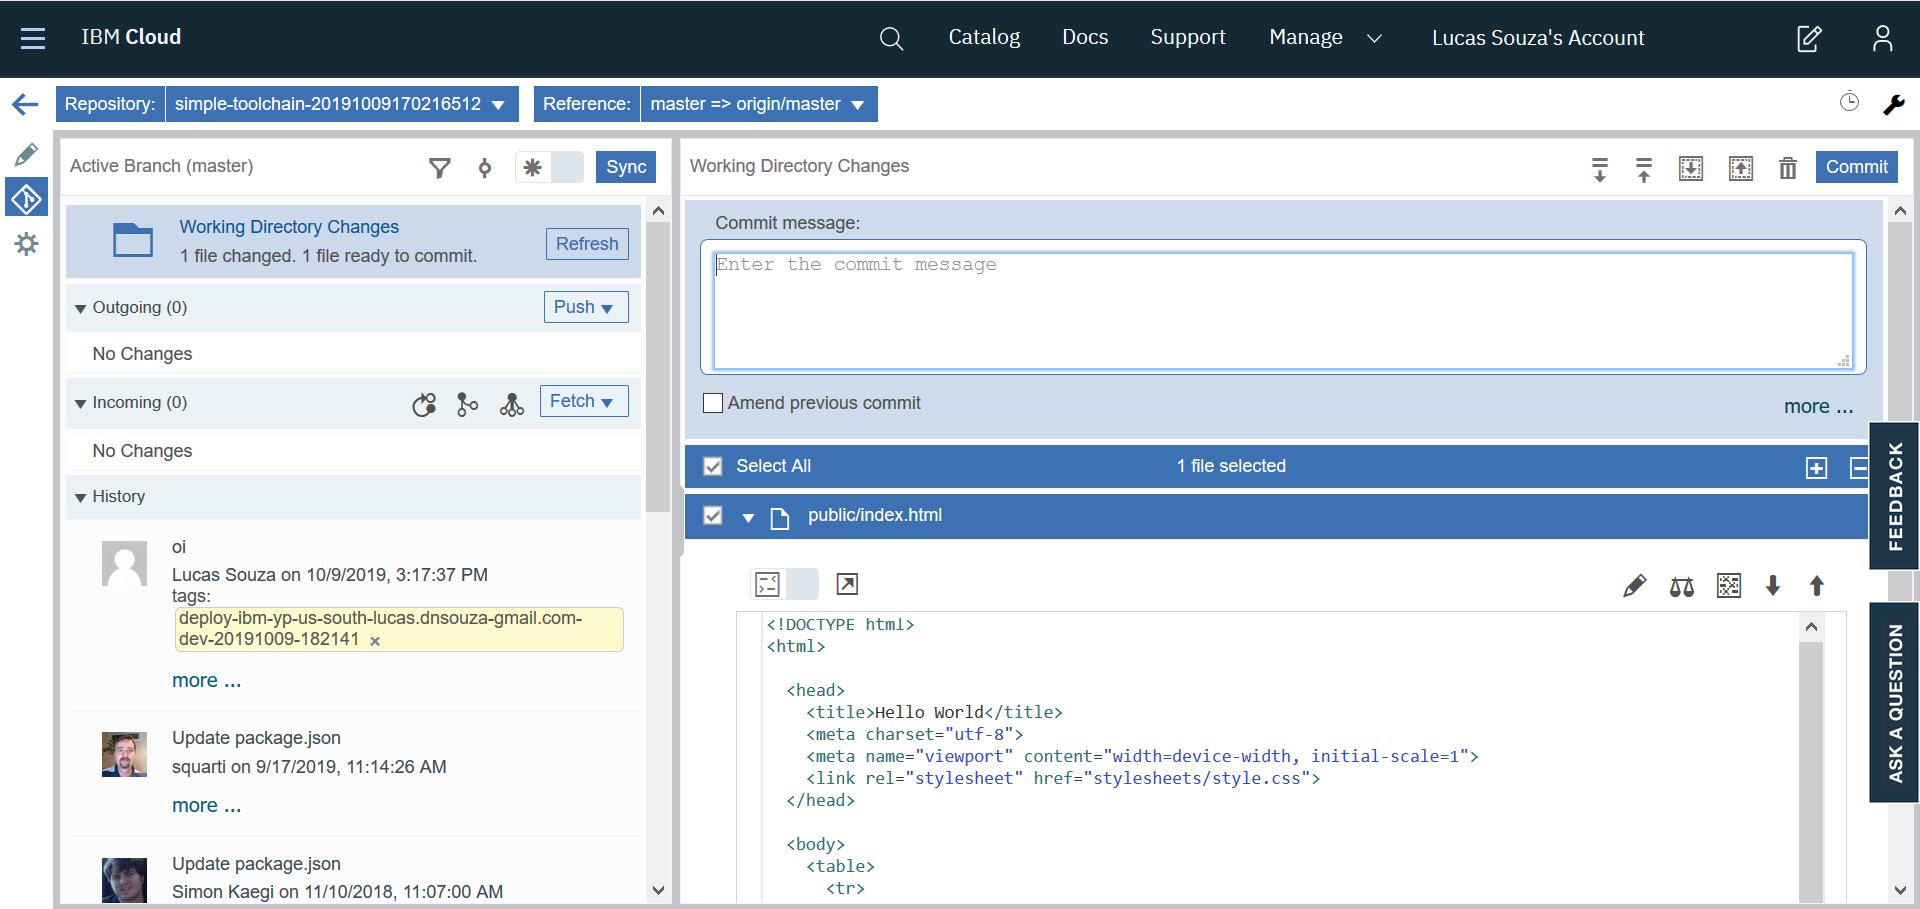 IBM Cloud
Catalog
Docs
Support
Manage
Lucas Souza's Account
Repository:
simple-toolchain-20191009170216512
Reference:
master => origin/master
Active Branch (master)
Sync
Working Directory Changes
1 file changed. 1 file ready to commit.
Refresh
Outgoing (0)
Push
No Changes
Incoming (0)
Fetch
No Changes
History
oi
Lucas Souza on 10/9/2019, 3:17:37 PM
tags:
deploy-ibm-yp-us-south-lucas.dnsouza-gmail.com-
dev-20191009-182141 ×
more ...
Update package.json
squarti on 9/17/2019, 11:14:26 AM
more ...
Update package.json
Simon Kaegi on 11/10/2018, 11:07:00 AM
Working Directory Changes
Commit
Commit message:
Enter the commit message
Amend previous commit
more ...
Select All
1 file selected
public/index.html
<!DOCTYPE html>
<html>
<head>
<title>Hello World</title>
<meta charset="utf-8">
<meta name="viewport" content="width=device-width, initial-scale=1">
<link rel="stylesheet" href="stylesheets/style.css">
</head>
<body>
<table>
<tr>
FEEDBACK
ASK A QUESTION